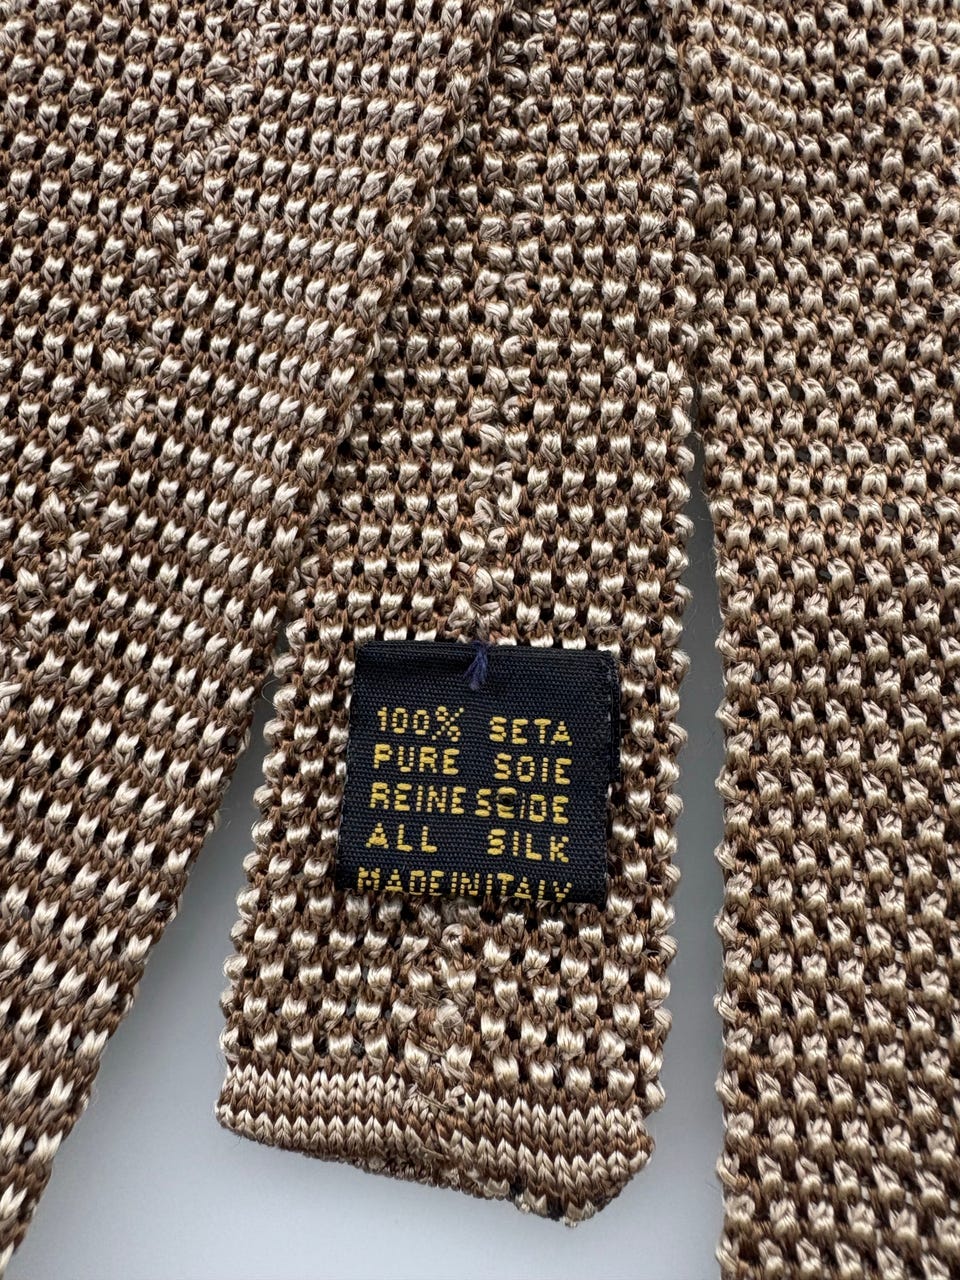 100% SETA
PURE SOIE
REINE SEIDE
ALL SILK
MADE IN ITALY